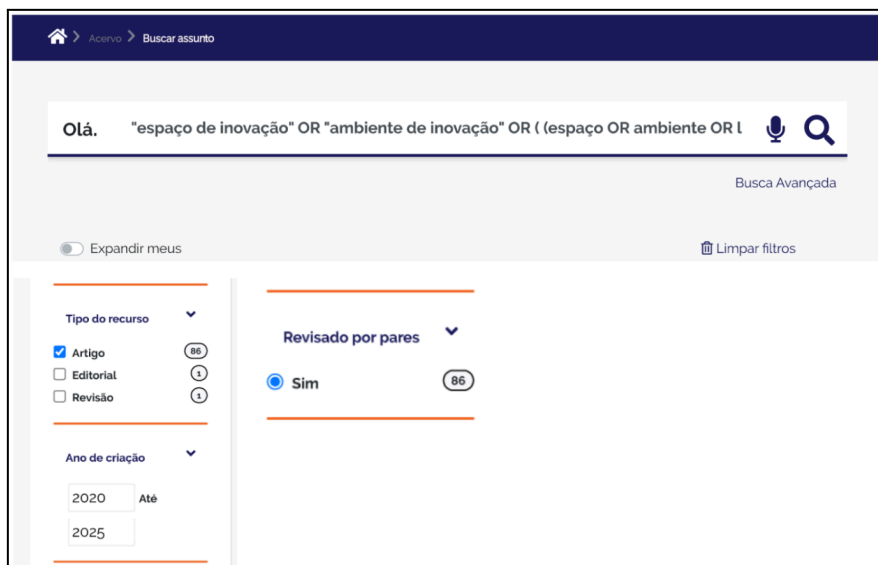 Acervo Buscar assunto
Olá. "espaço de inovação" OR "ambiente de inovação" OR ( (espaço OR ambiente OR l
Busca Avançada
Expandir meus
Limpar filtros
Tipo do recurso
Artigo 86
Editorial 1
Revisão 1
Ano de criação
2020 Até
2025
Revisado por pares
Sim 86